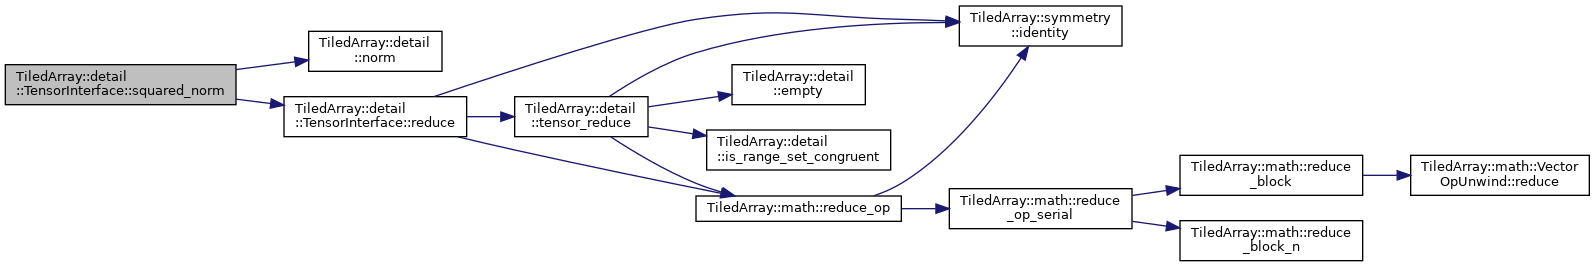 TiledArray::detail
::TensorInterface::squared_norm
TiledArray::detail
::norm
TiledArray::detail
::TensorInterface::reduce
TiledArray::detail
::tensor_reduce
TiledArray::symmetry
::identity
TiledArray::detail
::empty
TiledArray::detail
::is_range_set_congruent
TiledArray::math::reduce_op
TiledArray::math::reduce
_op_serial
TiledArray::math::reduce
_block
TiledArray::math::reduce
_block_n
TiledArray::math::Vector
OpUnwind::reduce